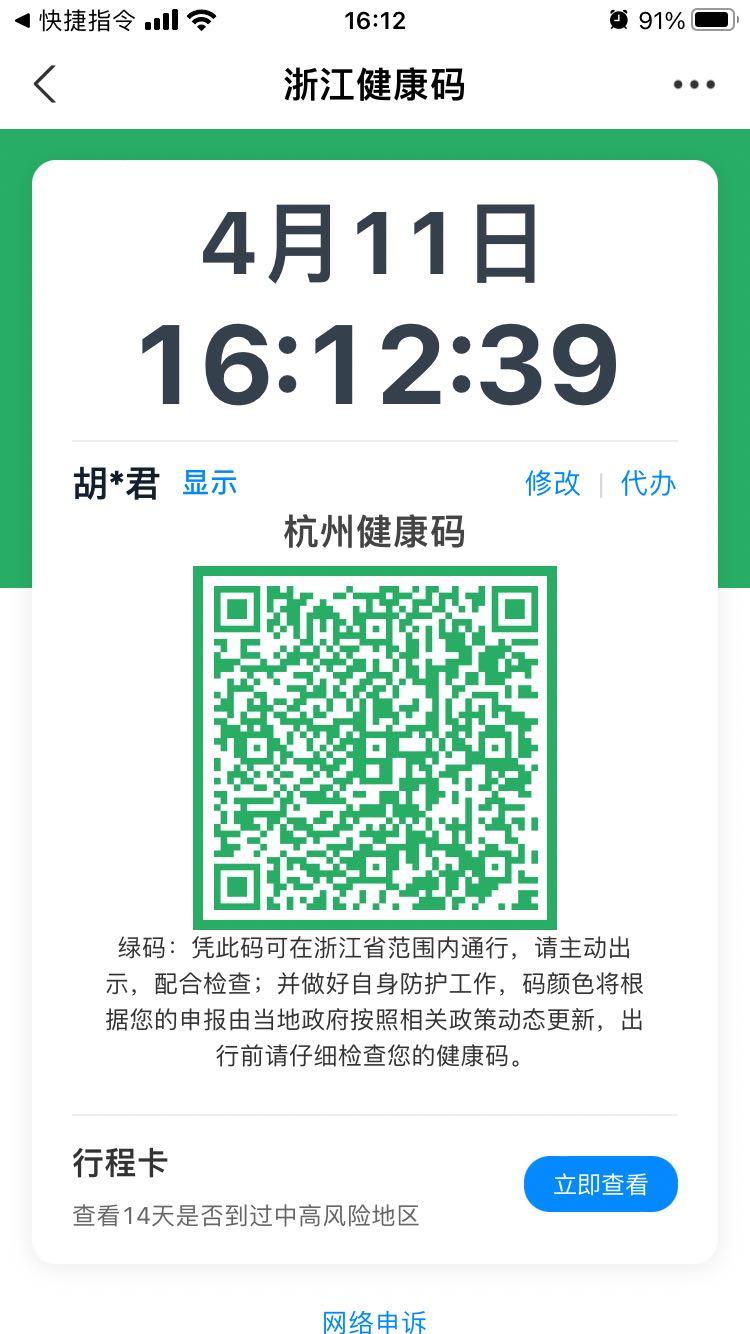 快捷指令 16:12 91%
浙江健康码
4月11日
16:12:39
胡*君 显示 修改 | 代办
杭州健康码
绿码：凭此码可在浙江省范围内通行，请主动出
示，配合检查；并做好自身防护工作，码颜色将根
据您的申报由当地政府按照相关政策动态更新，出
行前请仔细检查您的健康码。
行程卡
立即查看
查看14天是否到过中高风险地区
网络申诉